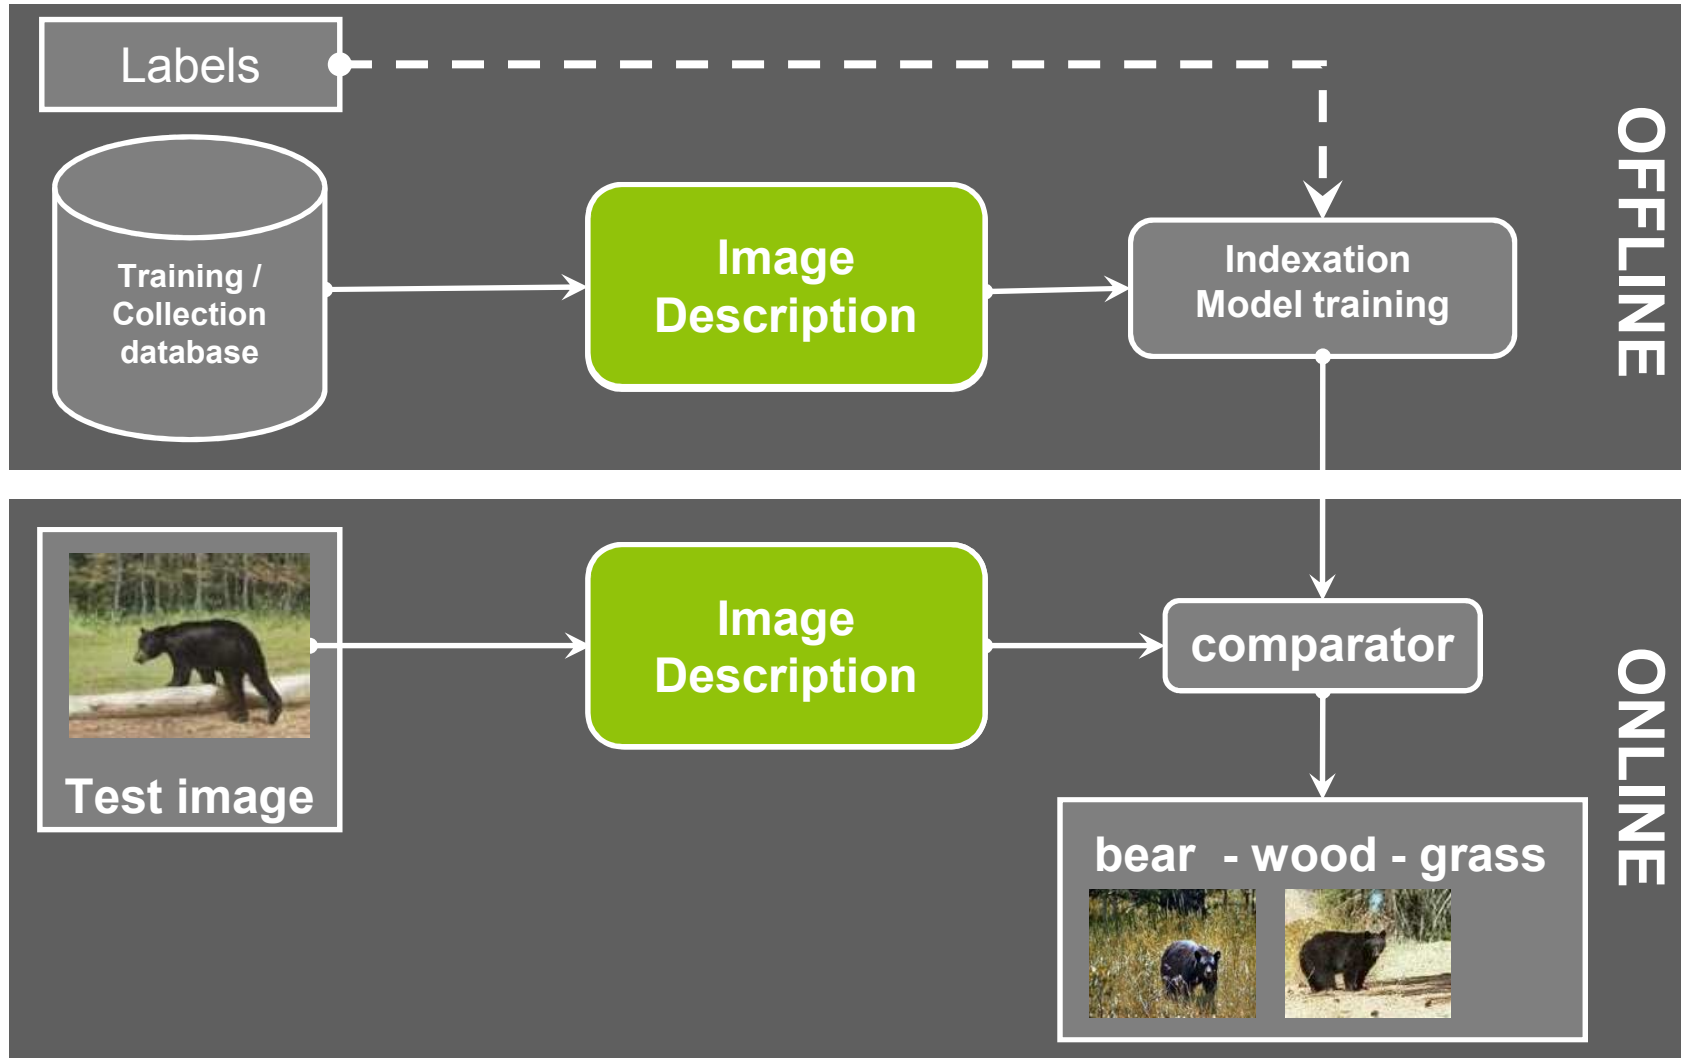 Labels
OFFLINE
Training /
Collection
database
Image
Description
Indexation
Model training
Test image
Image
Description
comparator
ONLINE
bear - wood - grass